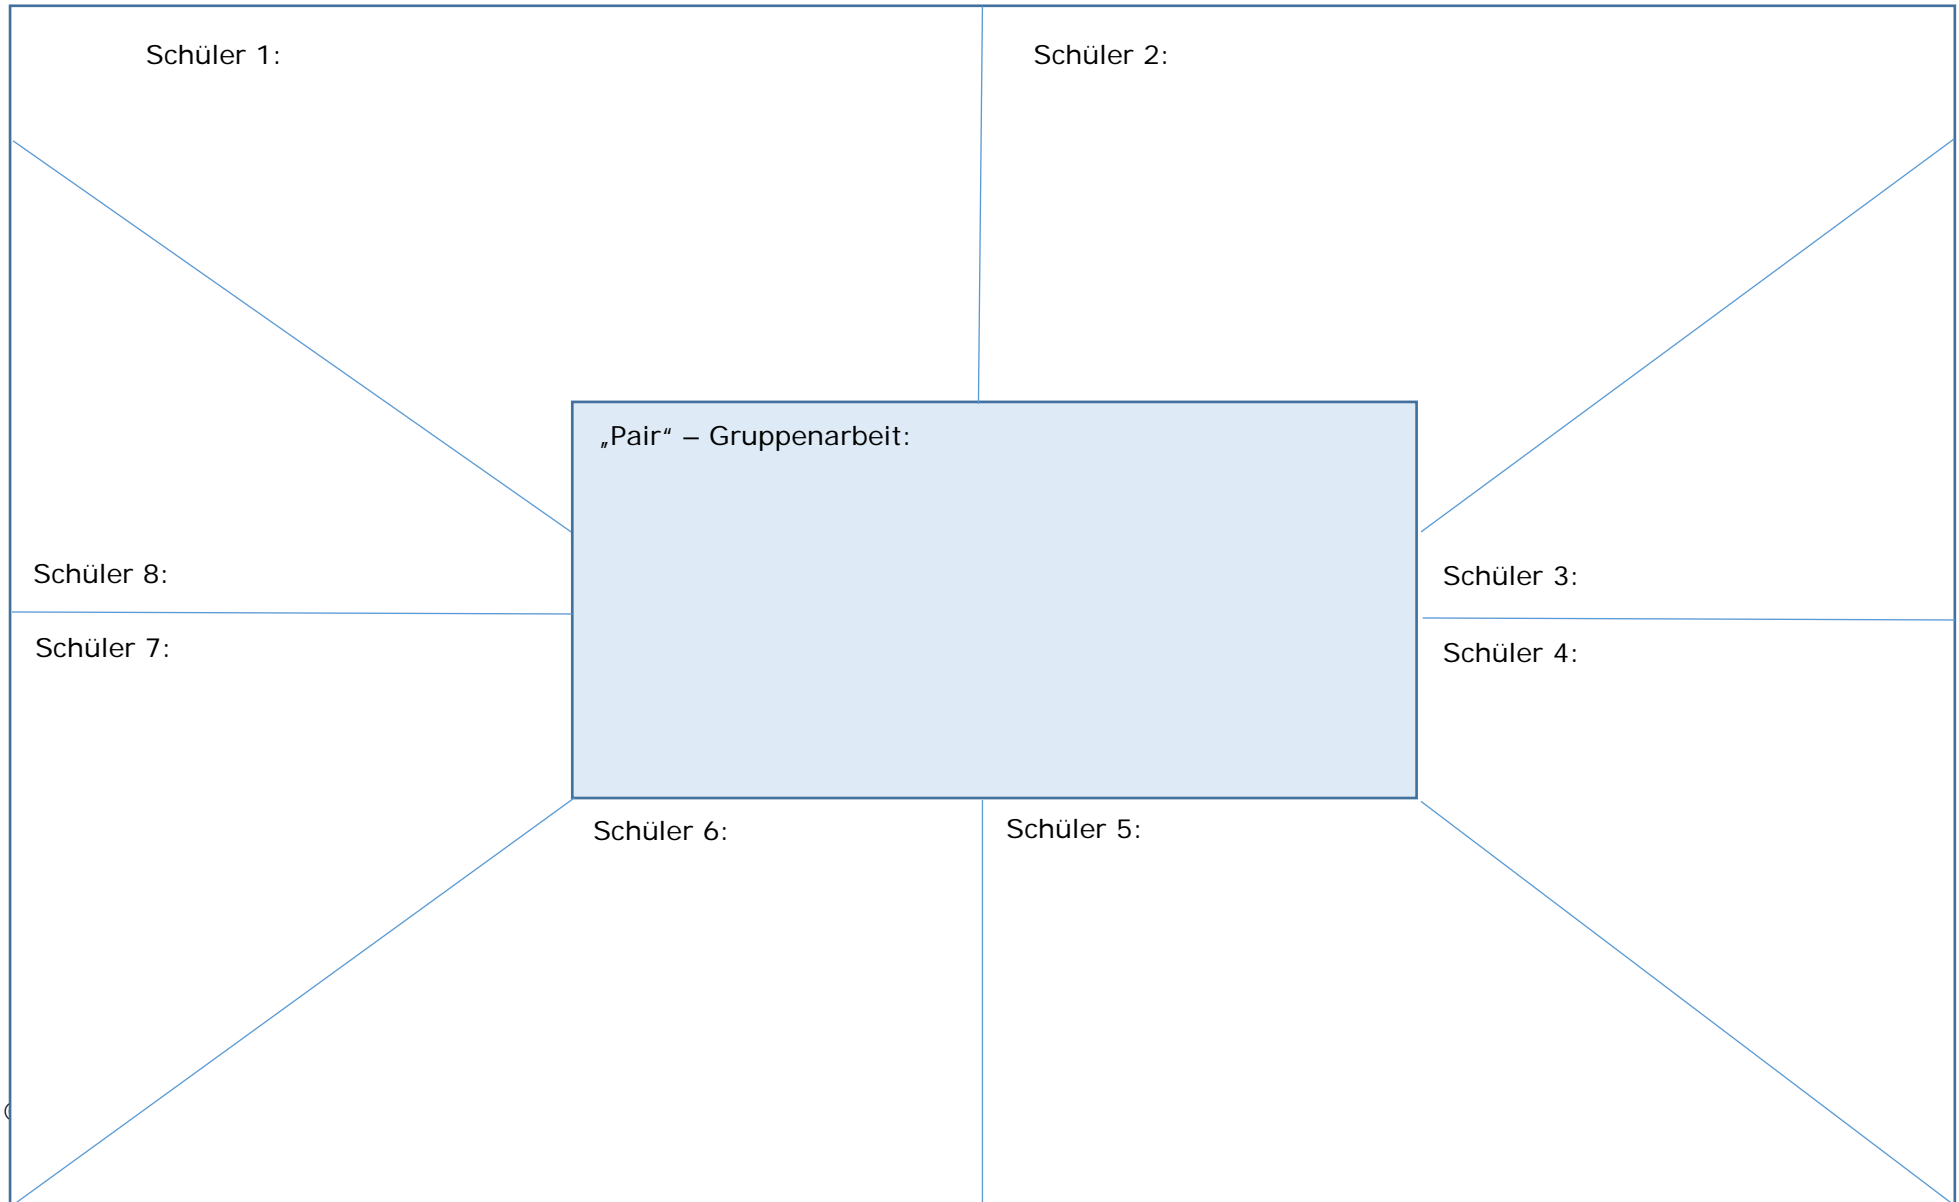 Schüler 1:
Schüler 2:
„Pair“ – Gruppenarbeit:
Schüler 8:
Schüler 3:
Schüler 7:
Schüler 4:
Schüler 6:
Schüler 5: